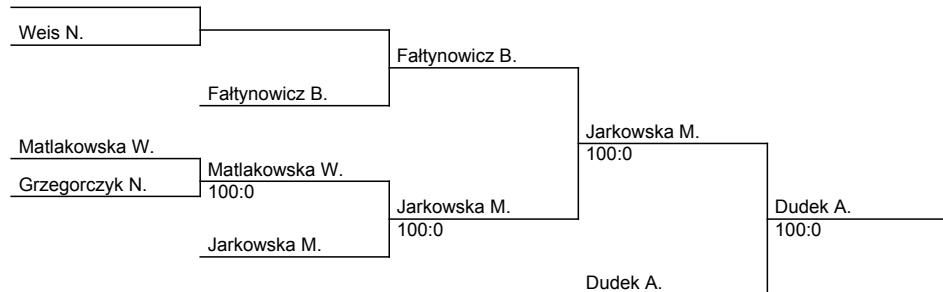 Weis N.
Fałtynowicz B.
Fałtynowicz B.
Jarkowska M.
100:0
Matlakowska W.
Matlakowska W.
100:0
Grzegorczyk N.
Jarkowska M.
100:0
Dudek A.
100:0
Jarkowska M.
Dudek A.